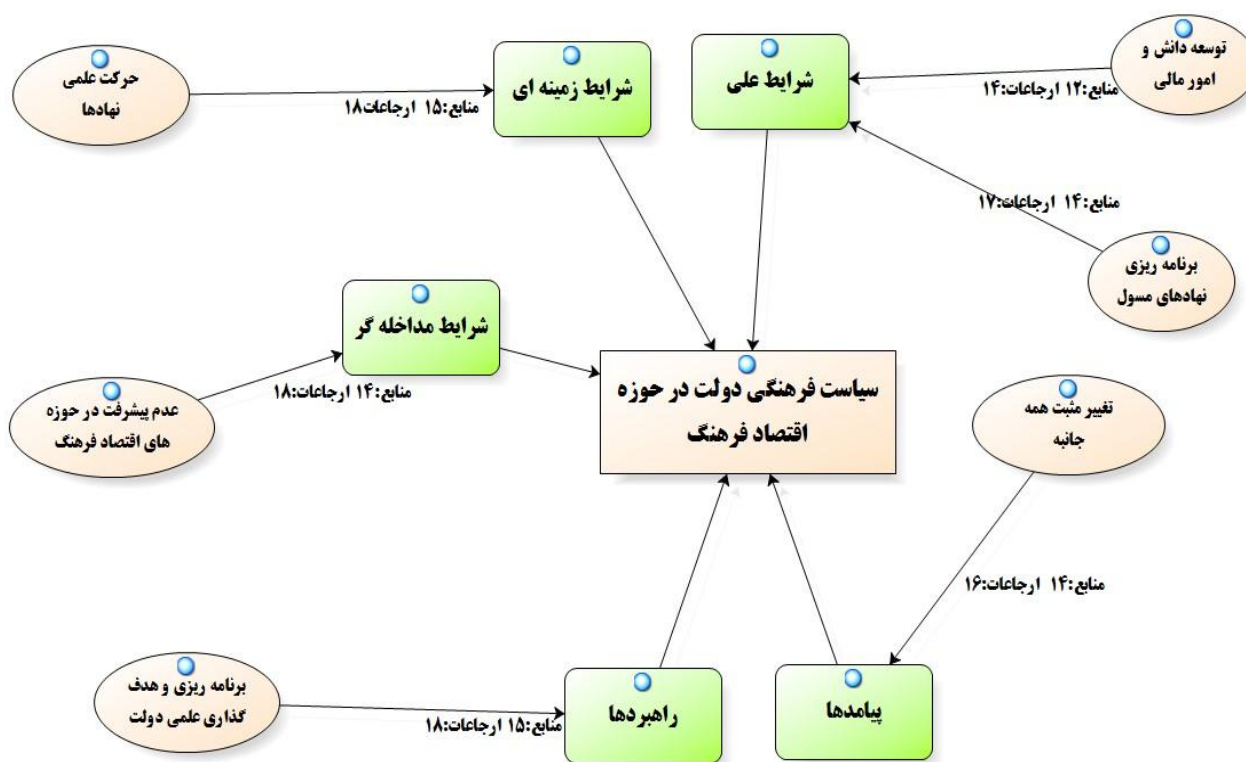 توسعه دانش و
امور مالی
منابع:۱۲ ارجاعات:۱۴
شرایط علی
شرایط زمینه ای
منابع:۱۵ ارجاعات:۱۸
حرکت علمی
نهادها
منابع:۱۴ ارجاعات:۱۷
برنامه ریزی
نهادهای مسول
شرایط مداخله گر
منابع:۱۴ ارجاعات:۱۸
عدم پیشرفت در حوزه
های اقتصاد فرهنگ
سیاست فرهنگی دولت در حوزه
اقتصاد فرهنگ
تغییر مثبت همه
جانبه
منابع:۱۴ ارجاعات:۱۶
پیامدها
راهبردها
منابع:۱۵ ارجاعات:۱۸
برنامه ریزی و هدف
گذاری علمی دولت